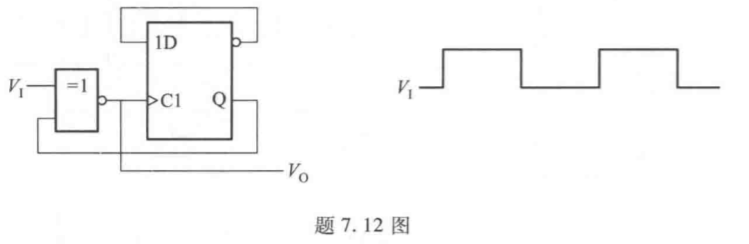 1D
V_I
=1
C1
Q
V_I
V_O
题 7.12 图